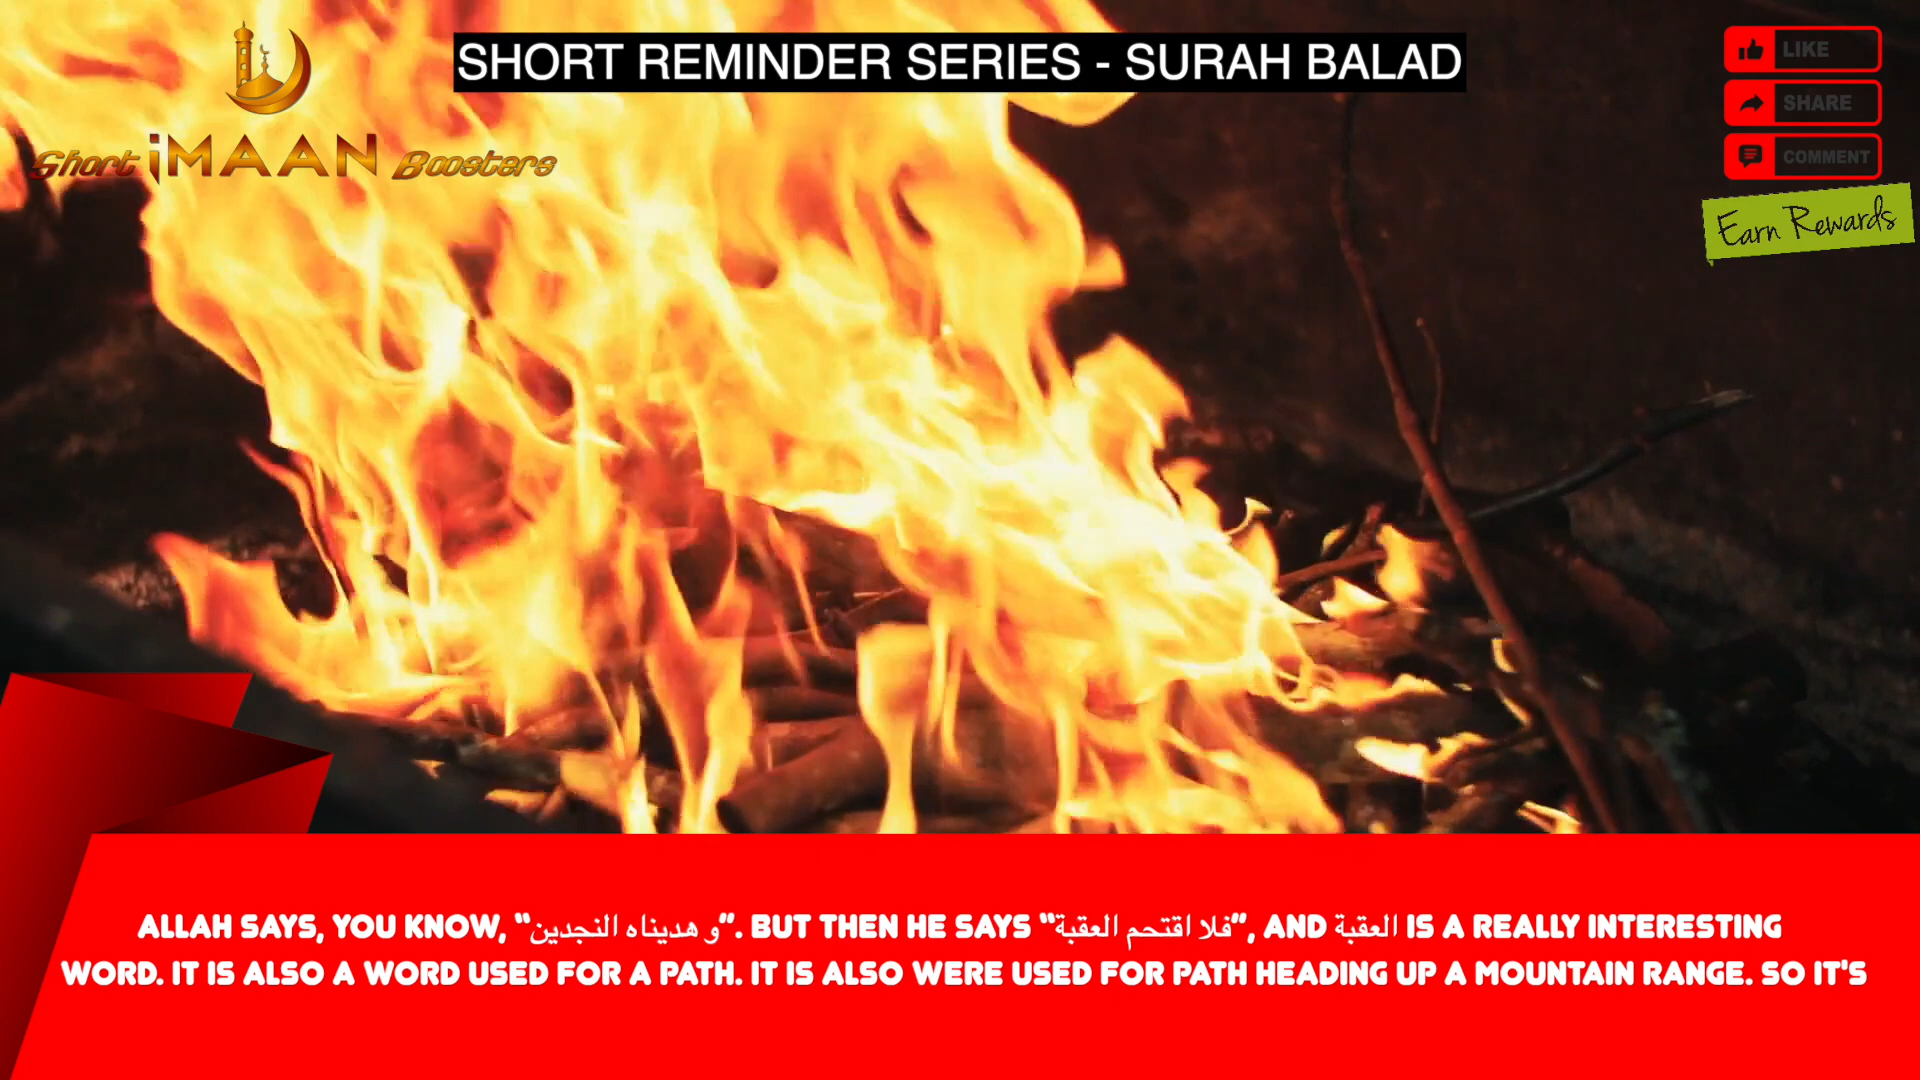 SHORT REMINDER SERIES - SURAH BALAD
Short iMAAN Boosters
LIKE
SHARE
COMMENT
Earn Rewards
ALLAH SAYS, YOU KNOW, “و هديناه النجدين”. BUT THEN HE SAYS “فلا اقتحم العقبة”, AND العقبة IS A REALLY INTERESTING
WORD. IT IS ALSO A WORD USED FOR A PATH. IT IS ALSO WERE USED FOR PATH HEADING UP A MOUNTAIN RANGE. SO IT'S